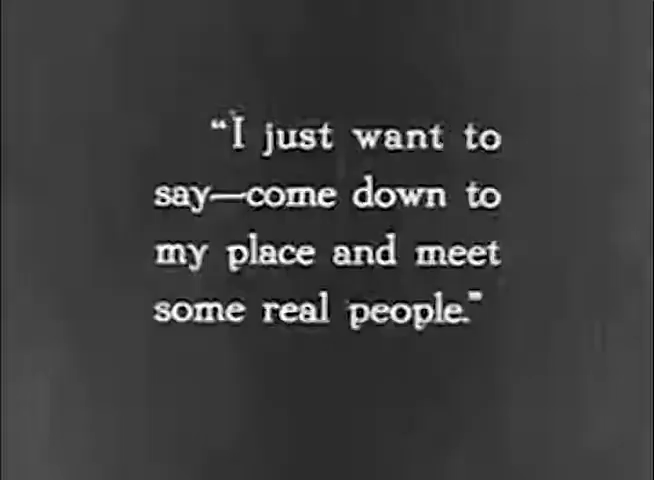 "I just want to
say—come down to
my place and meet
some real people."